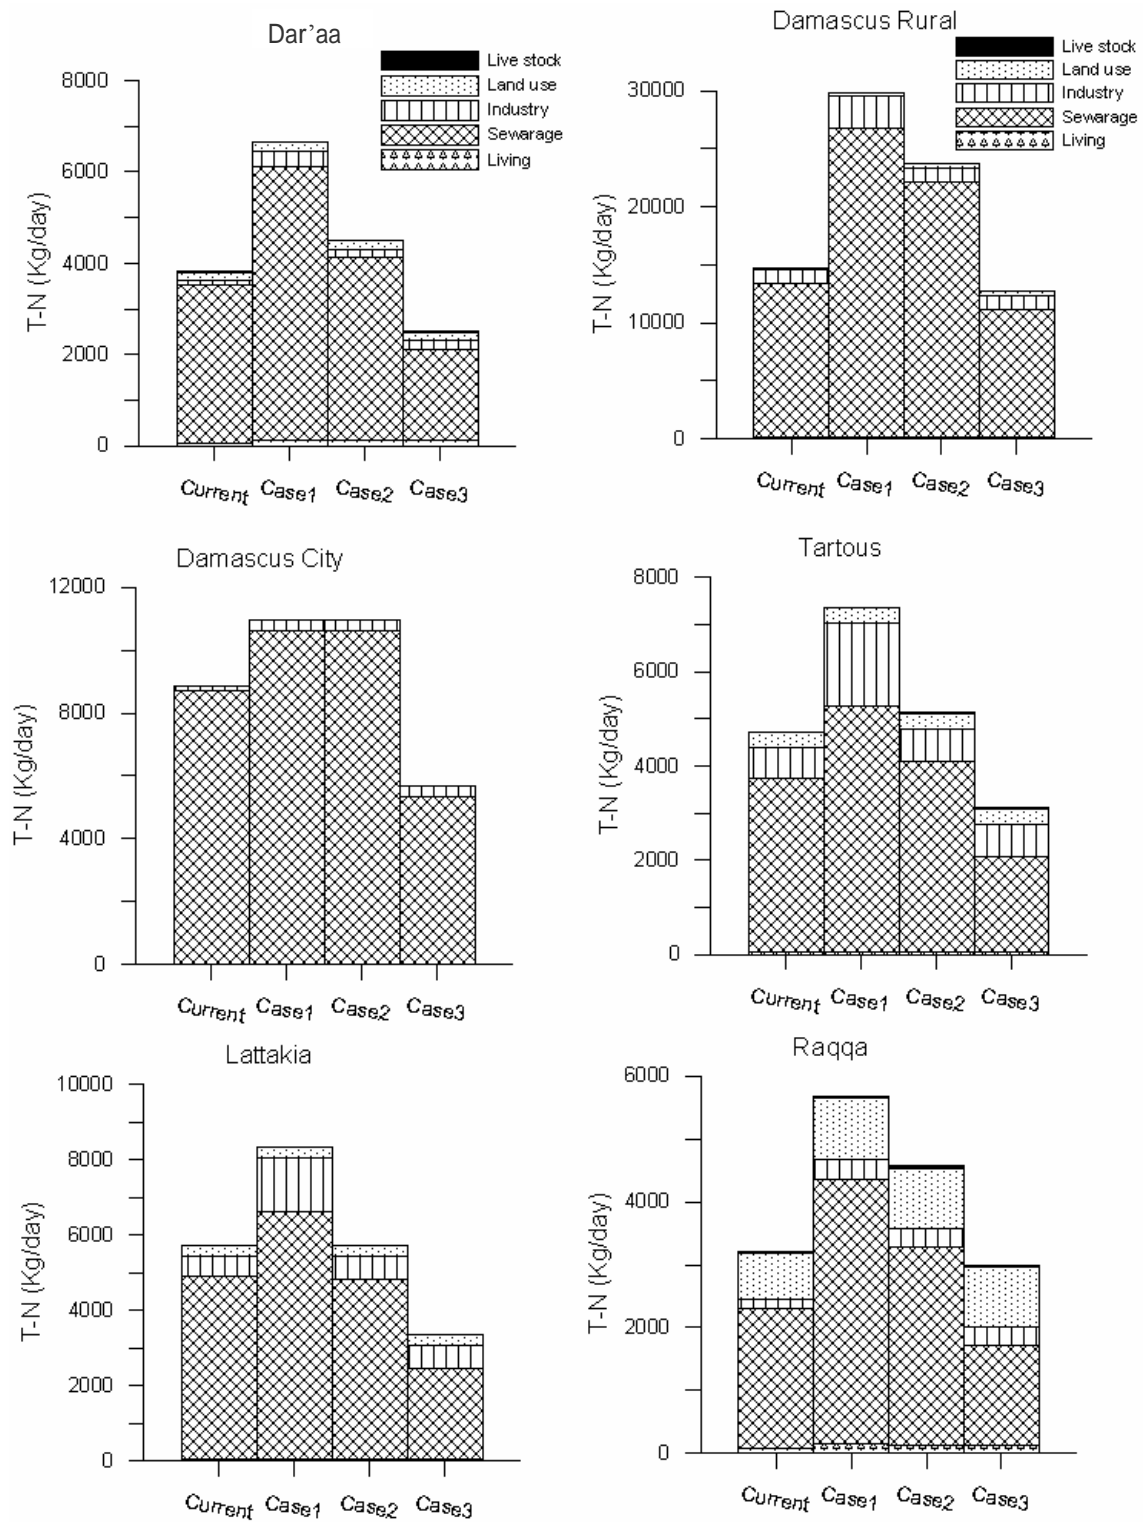 Dar'aa
Live stock
Land use
Industry
Sewarage
Living
T-N (Kg/day)
8000
6000
4000
2000
0
Current Case1 Case2 Case3
Damascus Rural
Live stock
Land use
Industry
Sewarage
Living
T-N (Kg/day)
30000
20000
10000
0
Current Case1 Case2 Case3
Damascus City
T-N (Kg/day)
12000
8000
4000
0
Current Case1 Case2 Case3
Tartous
T-N (Kg/day)
8000
6000
4000
2000
0
Current Case1 Case2 Case3
Lattakia
T-N (Kg/day)
10000
8000
6000
4000
2000
0
Current Case1 Case2 Case3
Raqqa
T-N (Kg/day)
6000
4000
2000
0
Current Case1 Case2 Case3